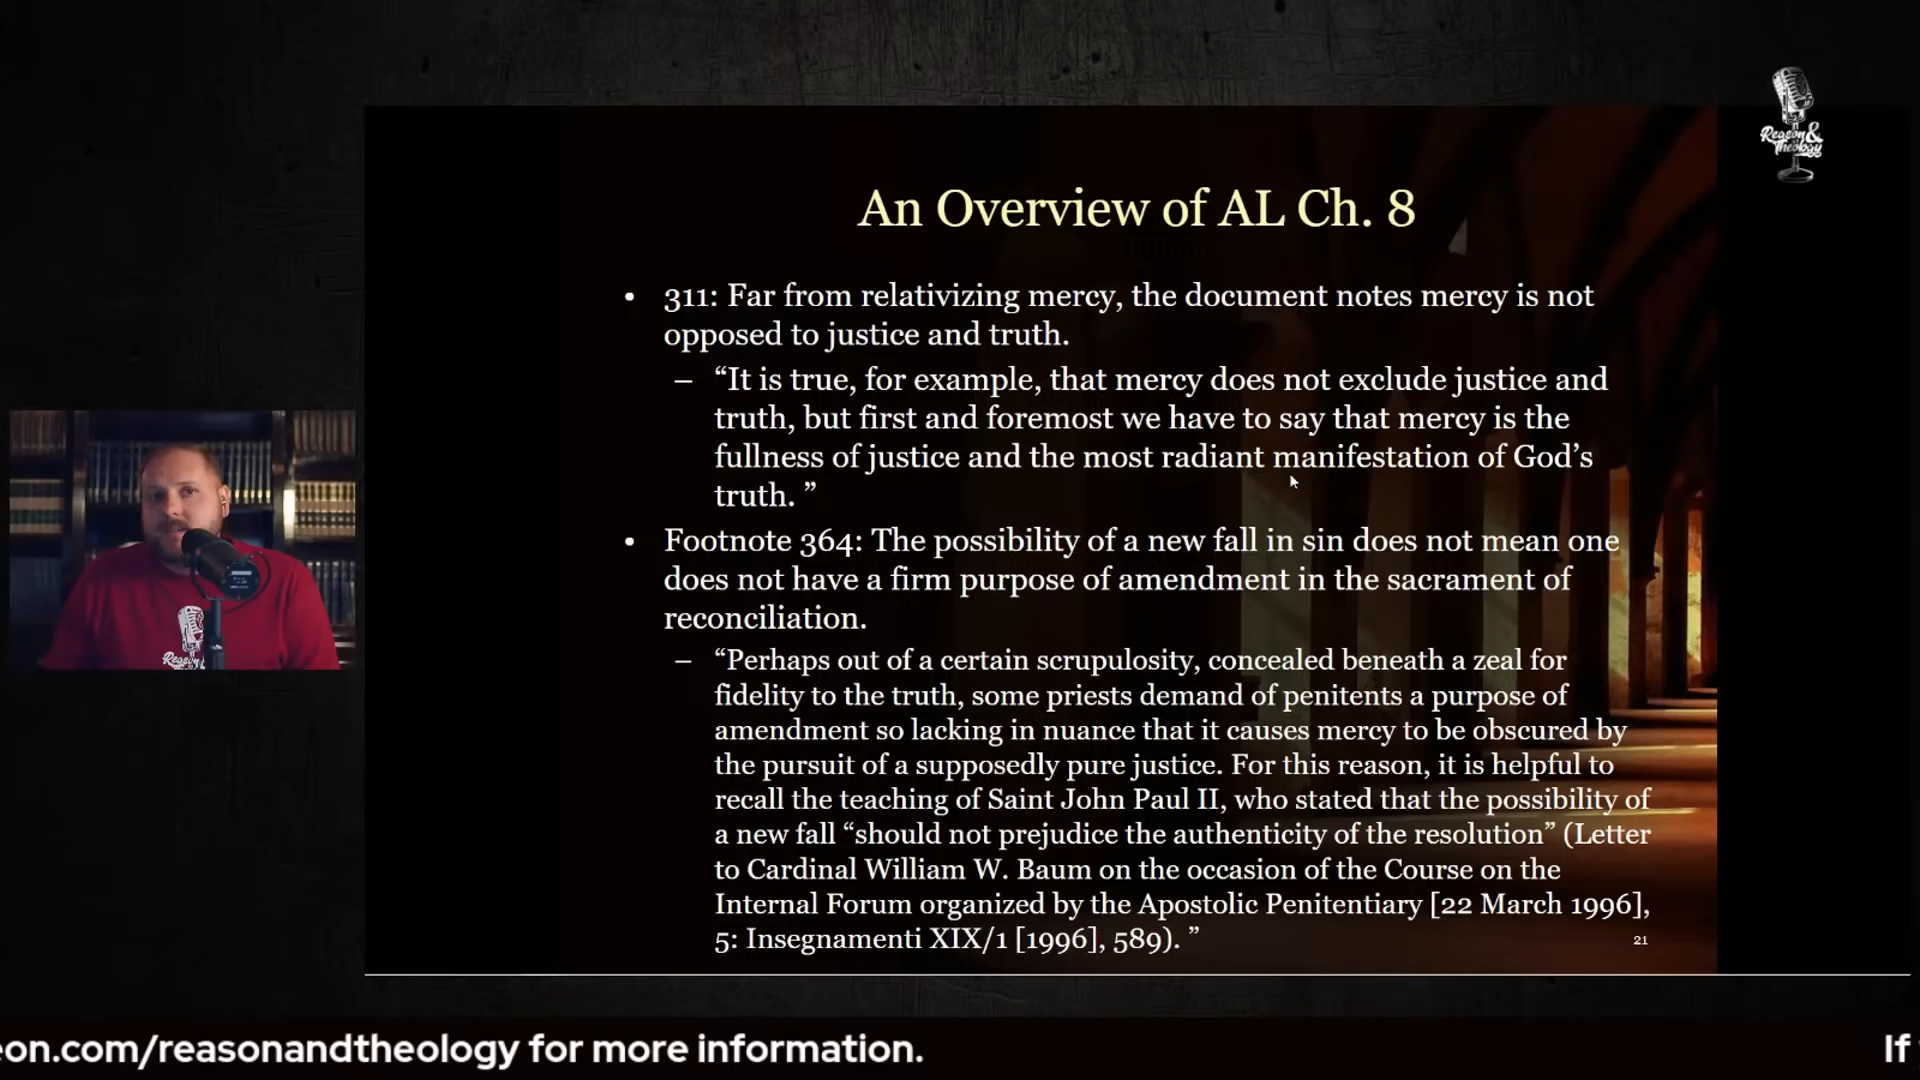 Reason&
Theology
An Overview of AL Ch. 8
• 311: Far from relativizing mercy, the document notes mercy is not
opposed to justice and truth.
– “It is true, for example, that mercy does not exclude justice and
truth, but first and foremost we have to say that mercy is the
fullness of justice and the most radiant manifestation of God’s
truth. ”
• Footnote 364: The possibility of a new fall in sin does not mean one
does not have a firm purpose of amendment in the sacrament of
reconciliation.
– “Perhaps out of a certain scrupulosity, concealed beneath a zeal for
fidelity to the truth, some priests demand of penitents a purpose of
amendment so lacking in nuance that it causes mercy to be obscured by
the pursuit of a supposedly pure justice. For this reason, it is helpful to
recall the teaching of Saint John Paul II, who stated that the possibility of
a new fall “should not prejudice the authenticity of the resolution” (Letter
to Cardinal William W. Baum on the occasion of the Course on the
Internal Forum organized by the Apostolic Penitentiary [22 March 1996],
5: Insegnamenti XIX/1 [1996], 589). ”
21
eon.com/reasonandtheology for more information.
If